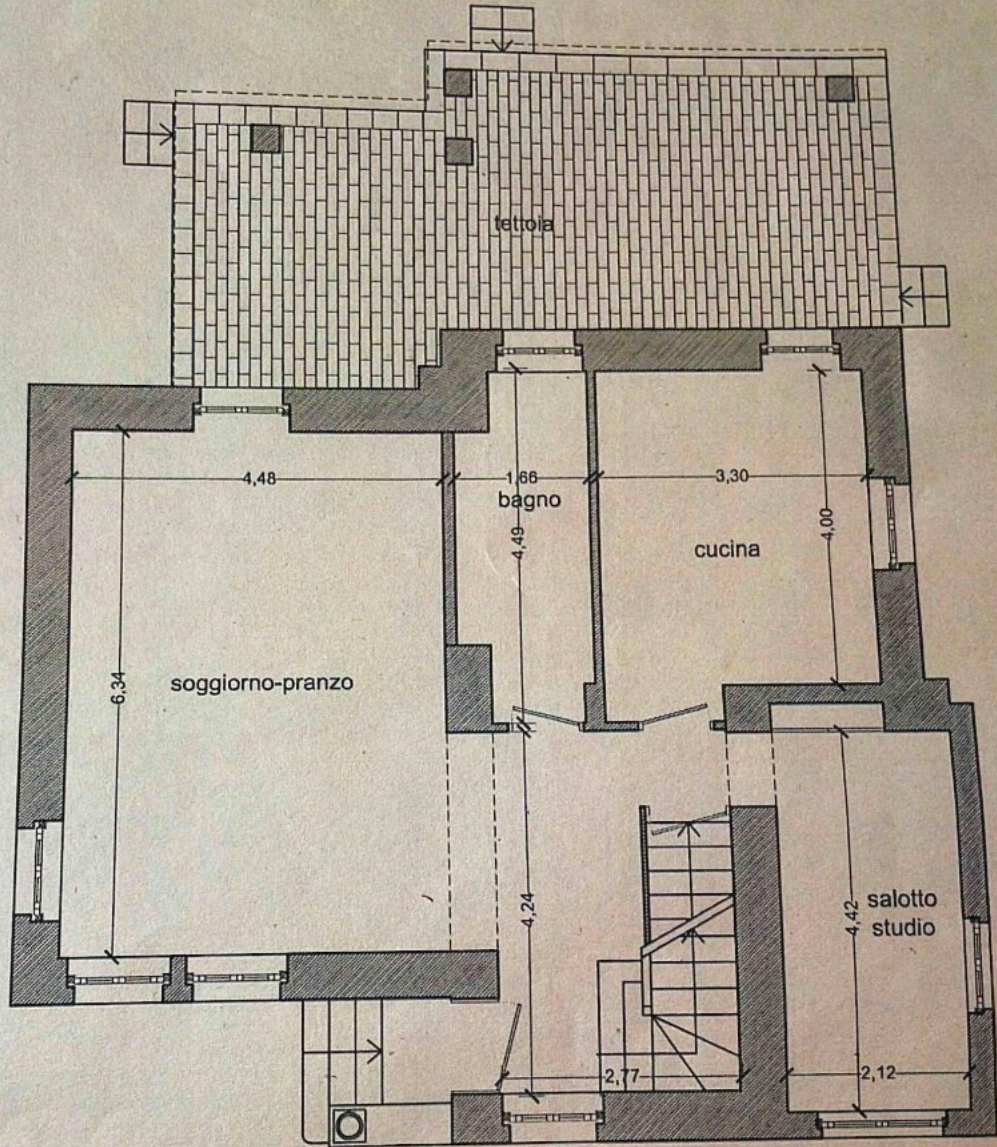 tettoia
4,48
1,66
3,30
bagno
4,49
4,00
cucina
6,34
soggiorno-pranzo
4,24
4,42
salotto
studio
2,77
2,12